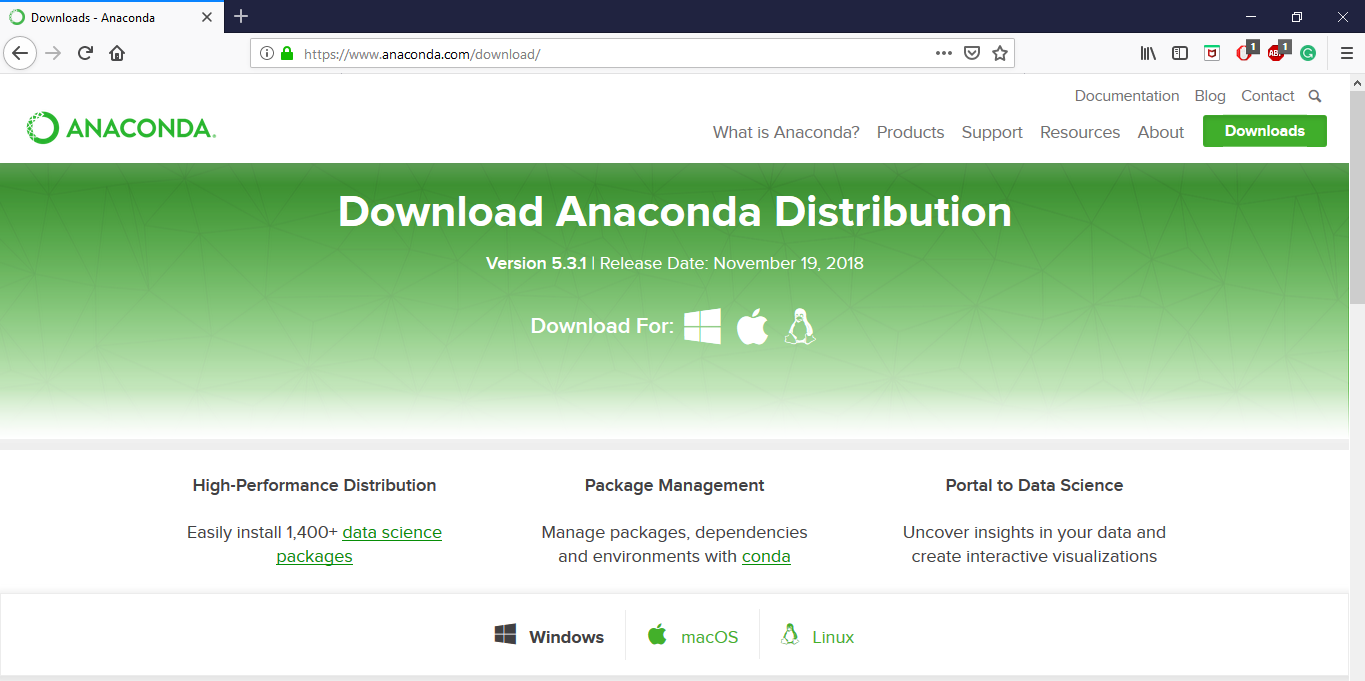 Downloads - Anaconda
https://www.anaconda.com/download/
1
ABP 1
Documentation Blog Contact
ANACONDA.
What is Anaconda? Products Support Resources About Downloads
Download Anaconda Distribution
Version 5.3.1 | Release Date: November 19, 2018
Download For:
High-Performance Distribution
Easily install 1,400+ data science
packages
Package Management
Manage packages, dependencies
and environments with conda
Portal to Data Science
Uncover insights in your data and
create interactive visualizations
Windows macOS Linux